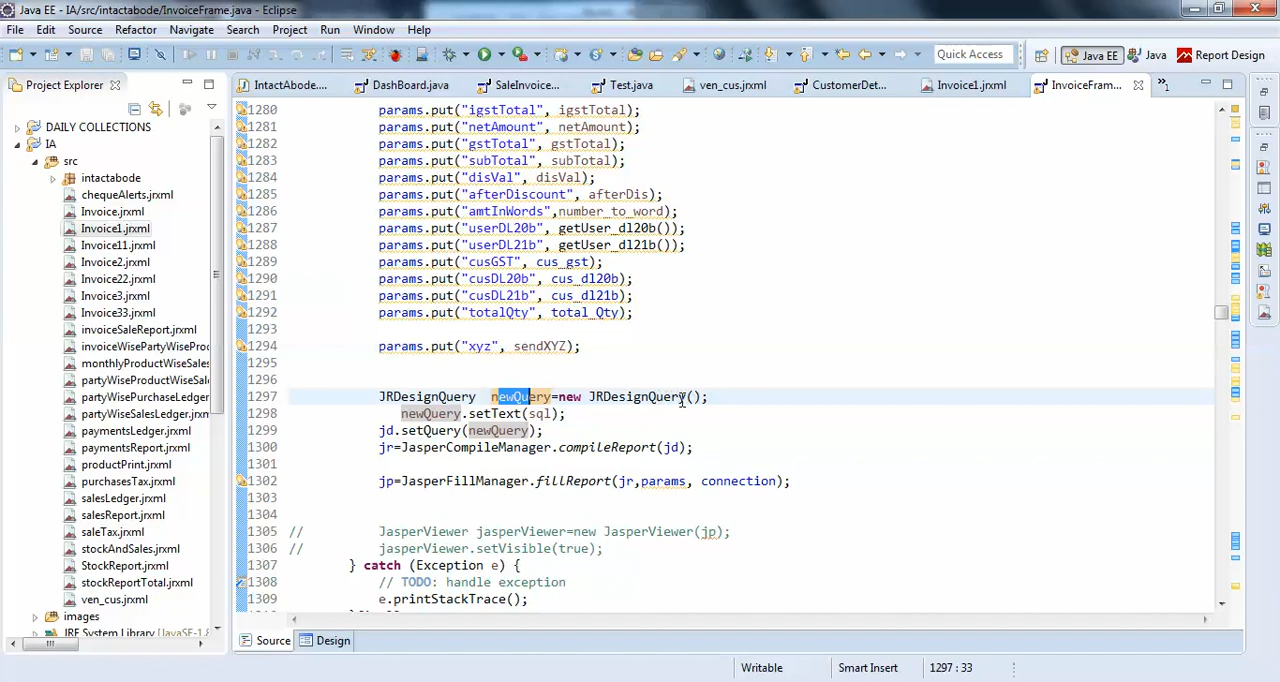 Java EE - IA/src/intactabode/InvoiceFrame.java - Eclipse
File Edit Source Refactor Navigate Search Project Run Window Help
Quick Access Java EE Java Report Design
Project Explorer
IntactAbode.... DashBoard.java SaleInvoice... Test.java ven_cus.jrxml CustomerDet... Invoice1.jrxml InvoiceFram... »1
DAILY COLLECTIONS
IA
src
intactabode
chequeAlerts.jrxml
Invoice.jrxml
Invoice1.jrxml
Invoice11.jrxml
Invoice2.jrxml
Invoice22.jrxml
Invoice3.jrxml
Invoice33.jrxml
invoiceSaleReport.jrxml
invoiceWisePartyWiseProc
monthlyProductWiseSales
partyWiseProductWiseSale
partyWisePurchaseLedger
paymentsLedger.jrxml
paymentsReport.jrxml
productPrint.jrxml
purchasesTax.jrxml
salesLedger.jrxml
salesReport.jrxml
saleTax.jrxml
stockAndSales.jrxml
StockReport.jrxml
stockReportTotal.jrxml
ven_cus.jrxml
images
JRE System Library [JavaSE-1.8
1280 params.put("igstTotal", igstTotal);
1281 params.put("netAmount", netAmount);
1282 params.put("gstTotal", gstTotal);
1283 params.put("subTotal", subTotal);
1284 params.put("disVal", disVal);
1285 params.put("afterDiscount", afterDis);
1286 params.put("amtInWords",number_to_word);
1287 params.put("userDL20b", getUser_dl20b());
1288 params.put("userDL21b", getUser_dl21b());
1289 params.put("cusGST", cus_gst);
1290 params.put("cusDL20b", cus_dl20b);
1291 params.put("cusDL21b", cus_dl21b);
1292 params.put("totalQty", total_Qty);
1293
1294 params.put("xyz", sendXYZ);
1295
1296
1297 JRDesignQuery newQuery=new JRDesignQuery();
1298 newQuery.setText(sql);
1299 jd.setQuery(newQuery);
1300 jr=JasperCompileManager.compileReport(jd);
1301
1302 jp=JasperFillManager.fillReport(jr,params, connection);
1303
1304
1305 // JasperViewer jasperViewer=new JasperViewer(jp);
1306 // jasperViewer.setVisible(true);
1307 } catch (Exception e) {
1308 // TODO: handle exception
1309 e.printStackTrace();
Source Design
Writable Smart Insert 1297 : 33